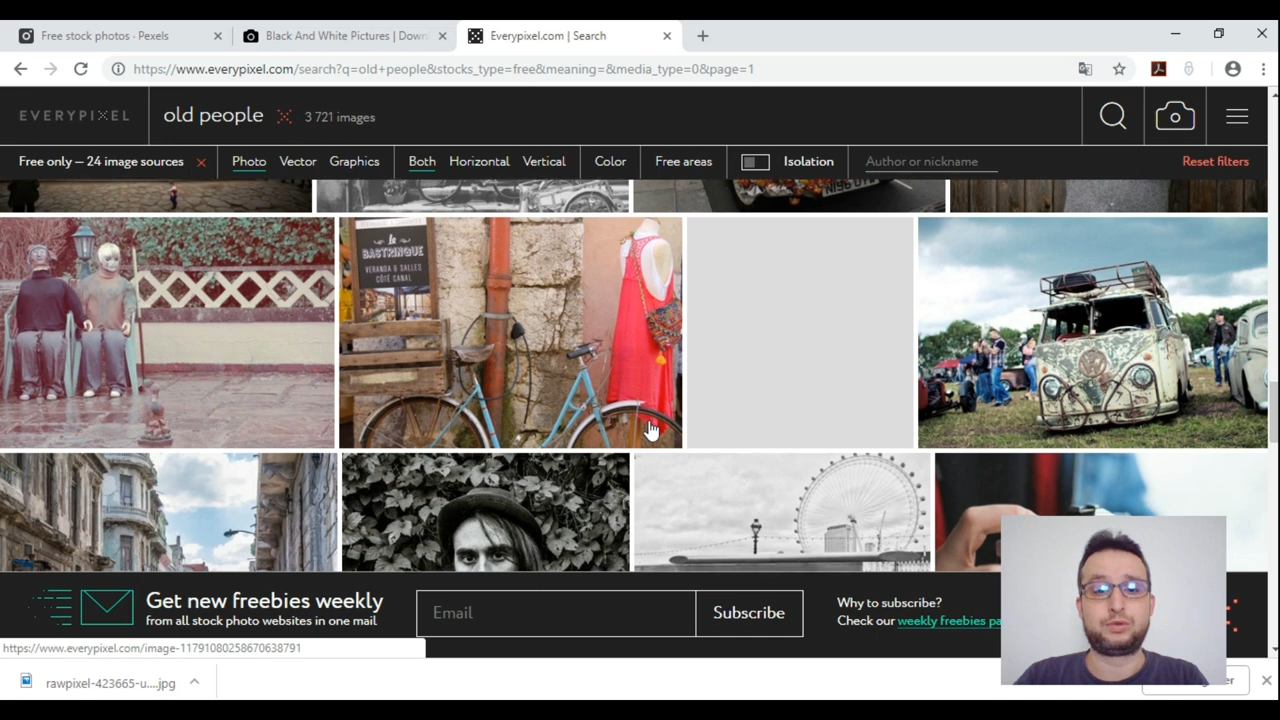 Free stock photos · Pexels
Black And White Pictures | Downl
Everypixel.com | Search
https://www.everypixel.com/search?q=old+people&stocks_type=free&meaning=&media_type=0&page=1
EVERYPIXEL
old people
3 721 images
Free only — 24 image sources
Photo
Vector
Graphics
Both
Horizontal
Vertical
Color
Free areas
Isolation
Author or nickname
Reset filters
N196
le
BASTRINGUE
VERANDA & SALLES
CÔTÉ CANAL
Get new freebies weekly
from all stock photo websites in one mail
Email
Subscribe
Why to subscribe?
Check our weekly freebies pa
https://www.everypixel.com/image-11791080258670638791
rawpixel-423665-u....jpg